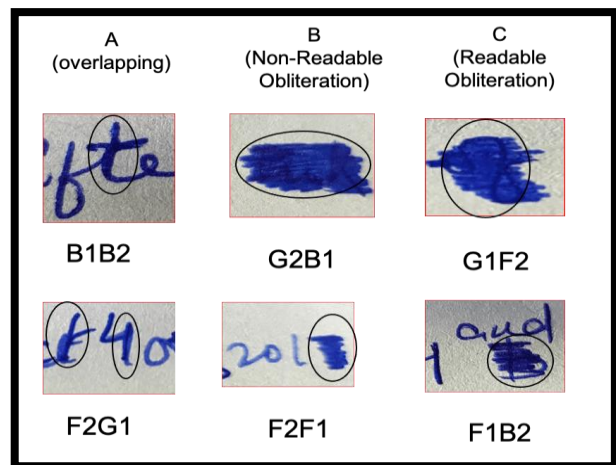 A
(overlapping)
B
(Non-Readable
Obliteration)
C
(Readable
Obliteration)
fte
B1B2
G2B1
G1F2
4
201
and
F2G1
F2F1
F1B2